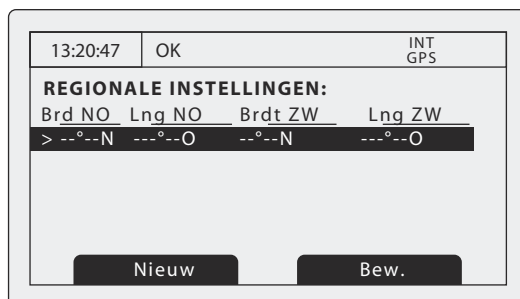 13:20:47 OK INT
GPS
REGIONALE INSTELLINGEN:
Brd NO Lng NO Brdt ZW Lng ZW
> --°--N ---°--O --°--N ---°--O
Nieuw Bew.